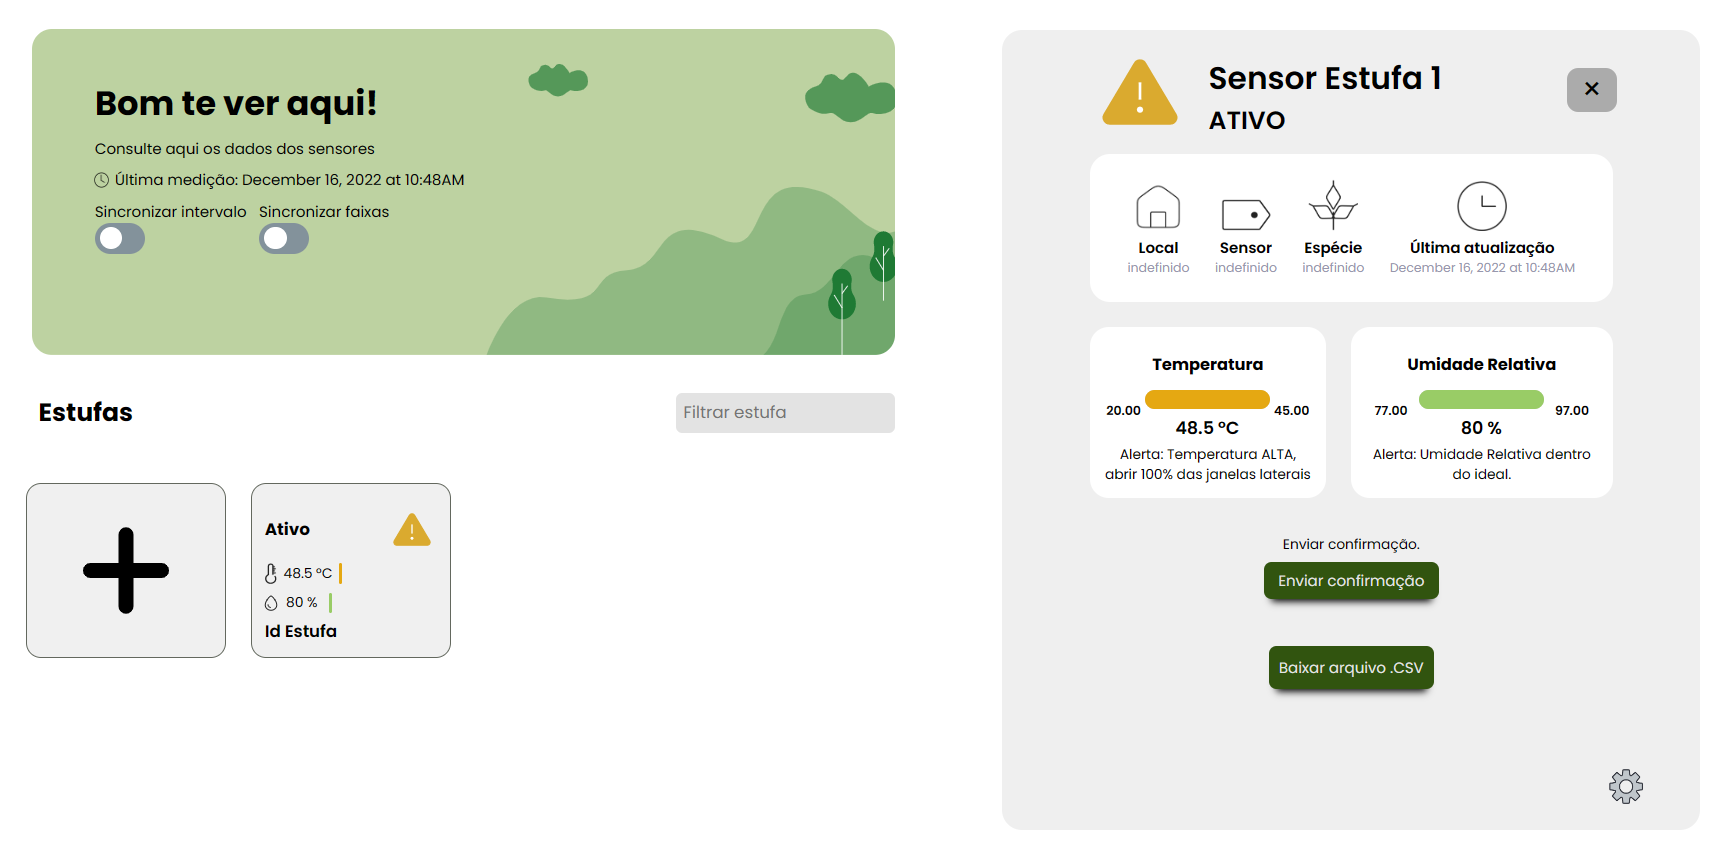 Bom te ver aqui!
Consulte aqui os dados dos sensores
Última medição: December 16, 2022 at 10:48AM
Sincronizar intervalo Sincronizar faixas
Estufas
Filtrar estufa
Ativo
48.5 ºC
80 %
Id Estufa
Sensor Estufa 1
ATIVO
×
Local
indefinido
Sensor
indefinido
Espécie
indefinido
Última atualização
December 16, 2022 at 10:48AM
Temperatura
20.00 45.00
48.5 ºC
Alerta: Temperatura ALTA,
abrir 100% das janelas laterais
Umidade Relativa
77.00 97.00
80 %
Alerta: Umidade Relativa dentro
do ideal.
Enviar confirmação.
Enviar confirmação
Baixar arquivo .CSV